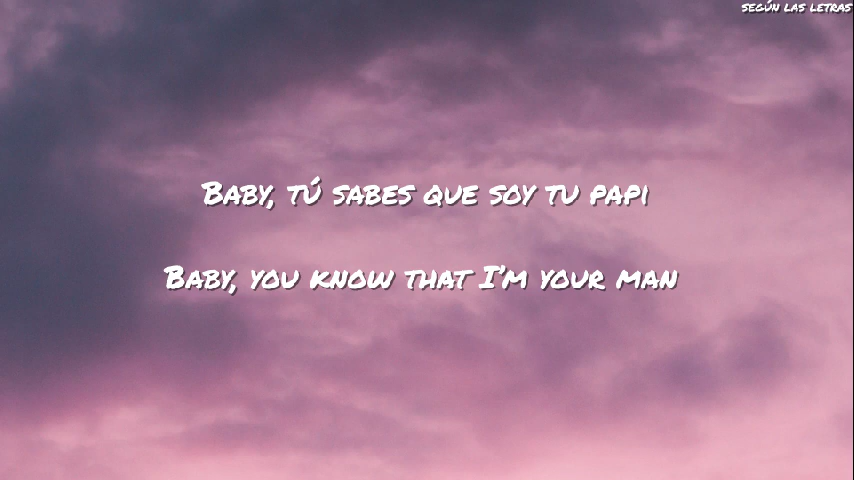 SEGÚN LAS LETRAS
BABY, TÚ SABES QUE SOY TU PAPI
BABY, YOU KNOW THAT I'M YOUR MAN